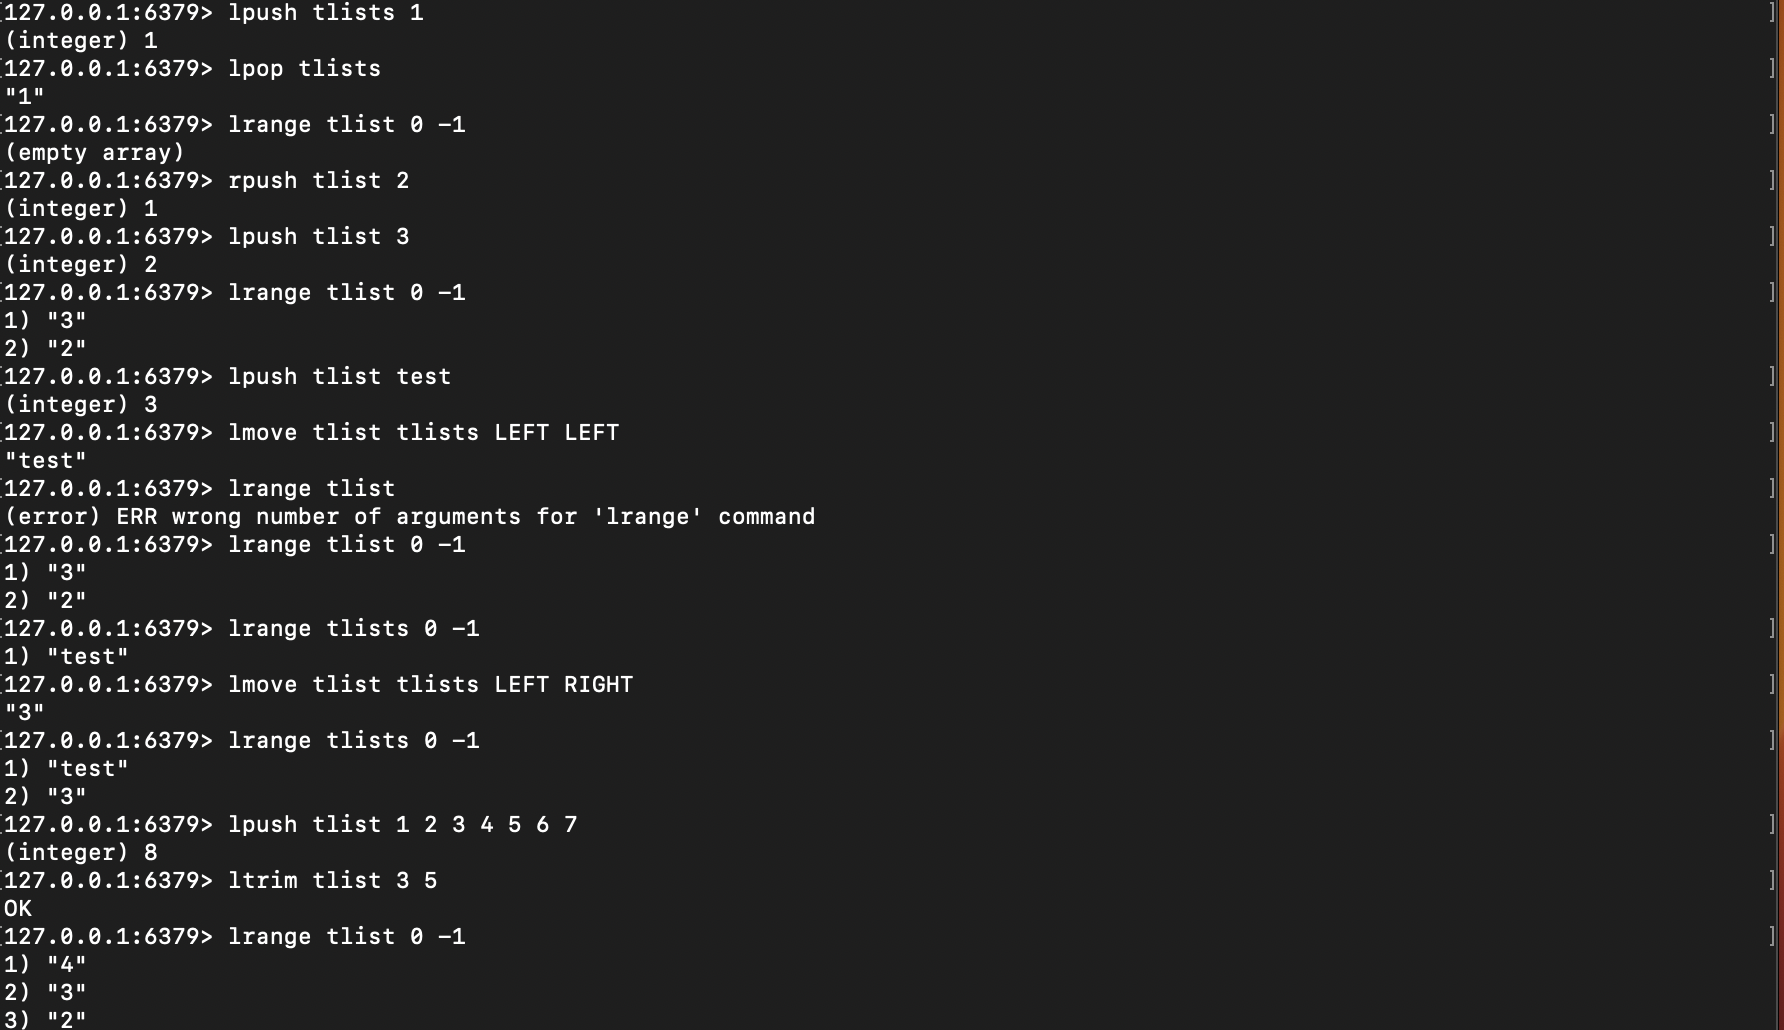 [127.0.0.1:6379> lpush tlists 1 ]
(integer) 1
[127.0.0.1:6379> lpop tlists ]
"1"
[127.0.0.1:6379> lrange tlist 0 -1 ]
(empty array)
[127.0.0.1:6379> rpush tlist 2 ]
(integer) 1
[127.0.0.1:6379> lpush tlist 3 ]
(integer) 2
[127.0.0.1:6379> lrange tlist 0 -1 ]
1) "3"
2) "2"
[127.0.0.1:6379> lpush tlist test ]
(integer) 3
[127.0.0.1:6379> lmove tlist tlists LEFT LEFT ]
"test"
[127.0.0.1:6379> lrange tlist ]
(error) ERR wrong number of arguments for 'lrange' command
[127.0.0.1:6379> lrange tlist 0 -1 ]
1) "3"
2) "2"
[127.0.0.1:6379> lrange tlists 0 -1 ]
1) "test"
[127.0.0.1:6379> lmove tlist tlists LEFT RIGHT ]
"3"
[127.0.0.1:6379> lrange tlists 0 -1 ]
1) "test"
2) "3"
[127.0.0.1:6379> lpush tlist 1 2 3 4 5 6 7 ]
(integer) 8
[127.0.0.1:6379> ltrim tlist 3 5 ]
OK
[127.0.0.1:6379> lrange tlist 0 -1 ]
1) "4"
2) "3"
3) "2"